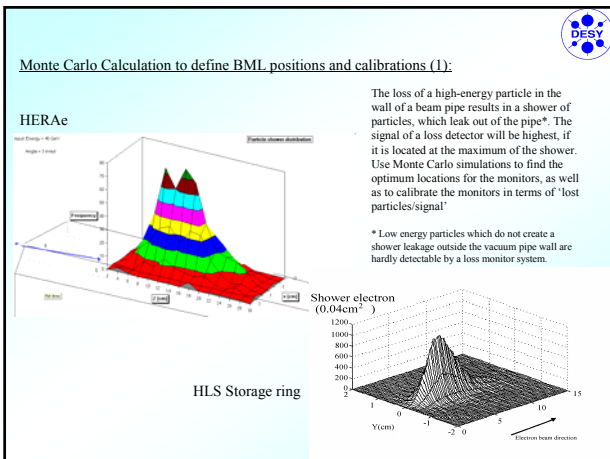 DESY
Monte Carlo Calculation to define BML positions and calibrations (1):
The loss of a high-energy particle in the
wall of a beam pipe results in a shower of
particles, which leak out of the pipe*. The
signal of a loss detector will be highest, if
it is located at the maximum of the shower.
Use Monte Carlo simulations to find the
optimum locations for the monitors, as well
as to calibrate the monitors in terms of ‘lost
particles/signal’
* Low energy particles which do not create a
shower leakage outside the vacuum pipe wall are
hardly detectable by a loss monitor system.
HERAe
Particle shower distribution
Frequency
Z [cm]
x [cm]
Shower electron
(0.04cm² )
1200
1000
800
600
400
200
0
2
1
0
-1
-2
Y(cm)
0
5
10
15
Electron beam direction
HLS Storage ring